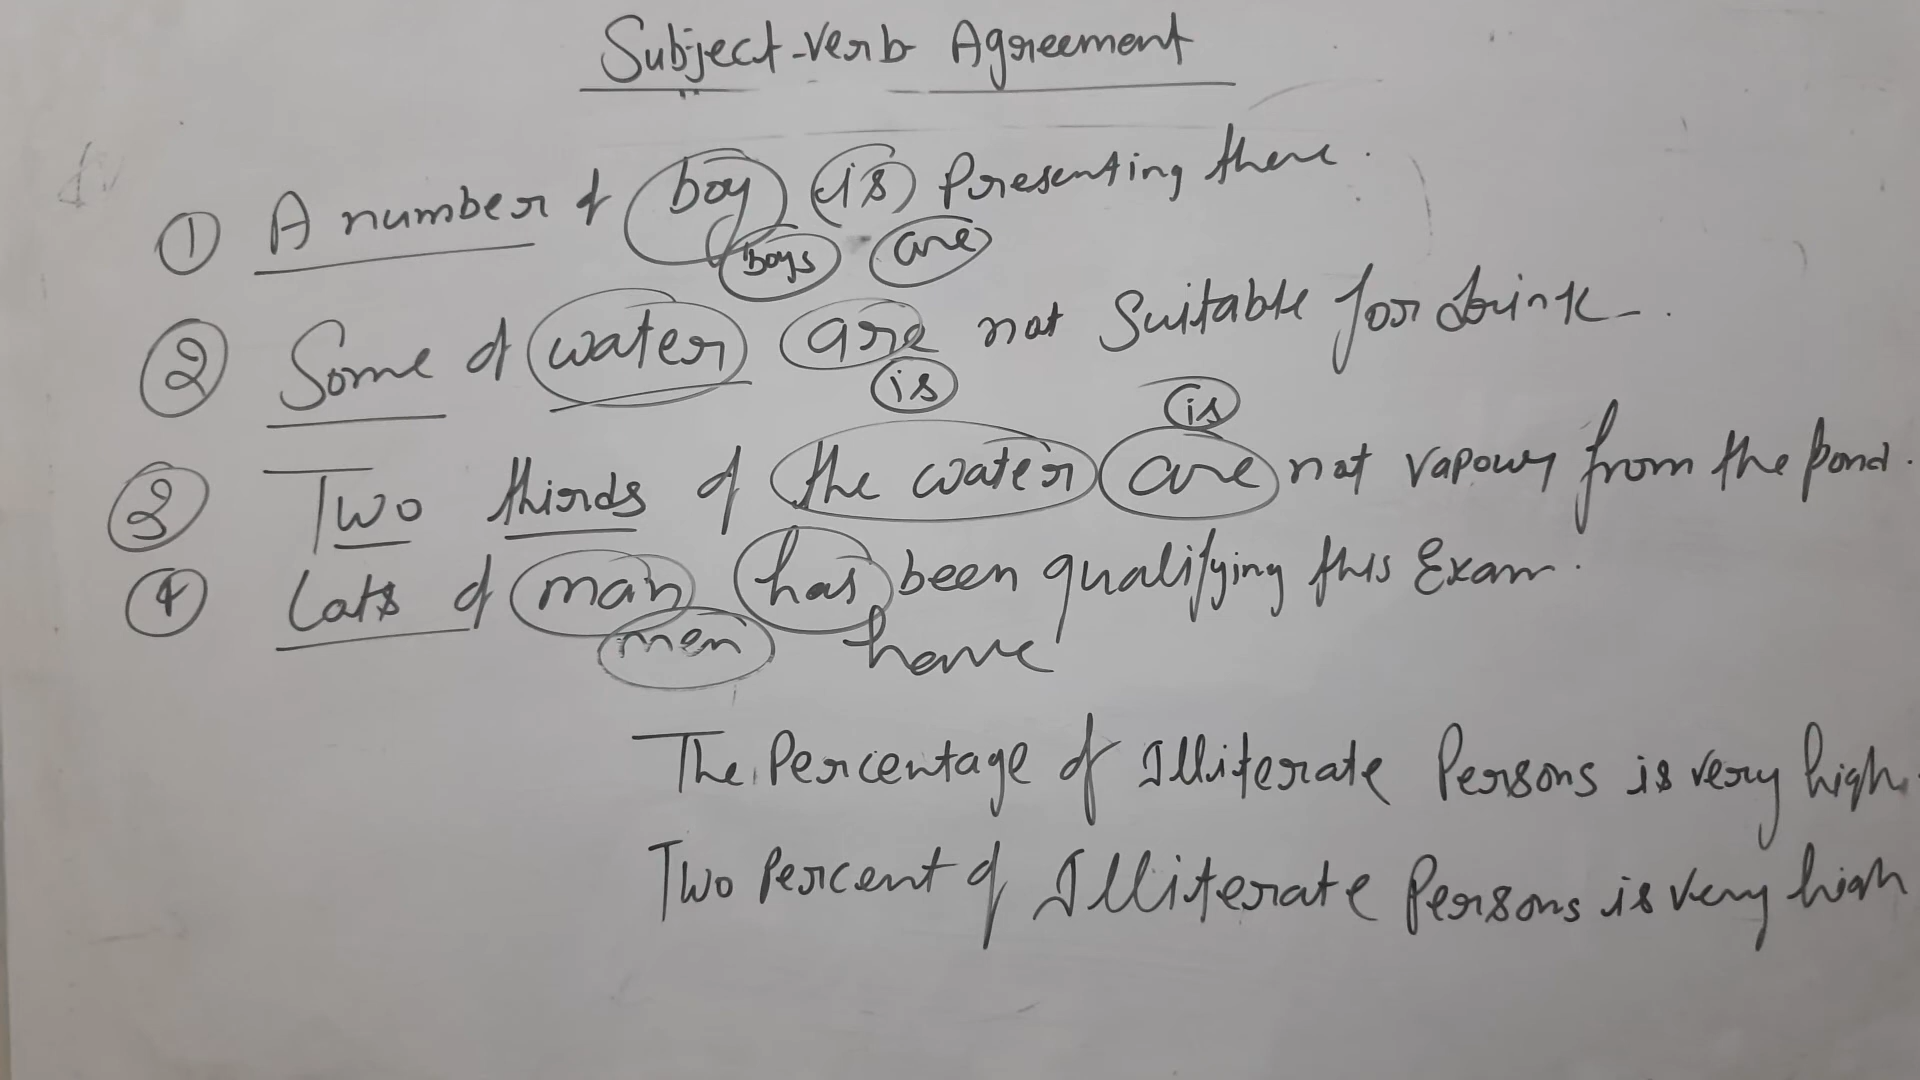 Subject-verb Agreement
① A number of boy is Presenting there.
boys are
② Some of water are not Suitable for drink.
is
is
③ Two thirds of the water are not vapoury from the pond.
④ Lots of man has been qualifying this Exam.
men have
The Percentage of Illiterate Persons is very high.
Two Percent of Illiterate Persons is very high